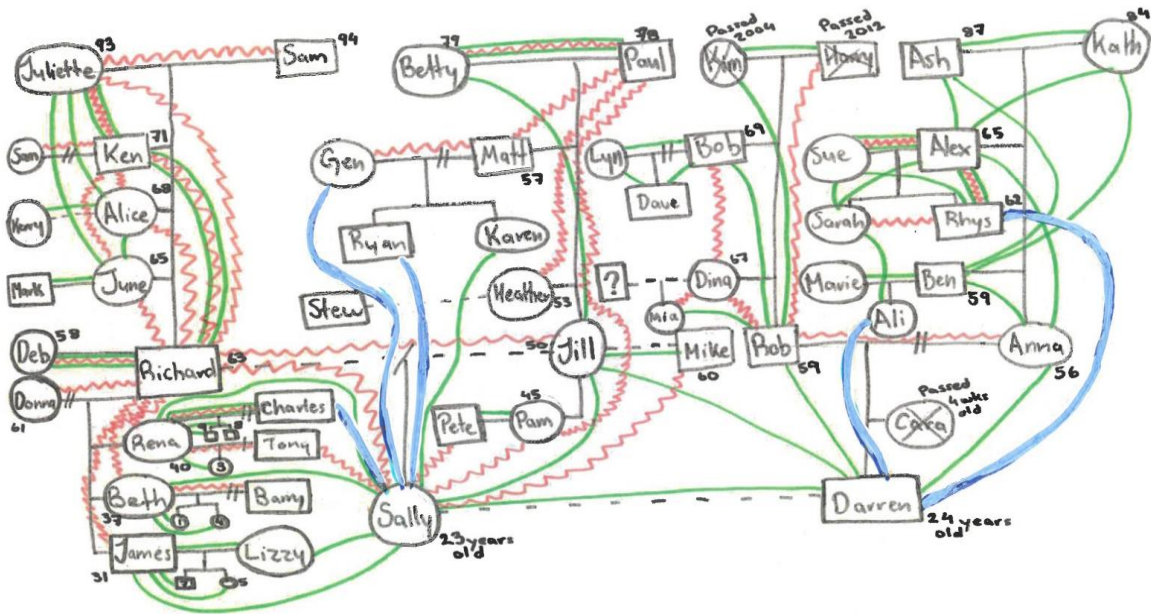 93
Juliette
94
Sam
79
Betty
78
Paul
Passed
2004
Kim
Passed
2012
Harry
87
Ash
84
Kath
Sam
71
Ken
Gen
Matt
57
Lyn
Bob
69
Dave
Sue
Alex
65
68
Alice
Ryan
Karen
Sarah
Rhys
62
65
June
Stew
Heather
53
?
Dina
67
Mia
Marie
Ben
59
Ali
58
Deb
Donna
61
Richard
63
50
Jill
Mike
60
Bob
59
Anna
56
Charles
Rena
40
Tony
3
Pete
45
Pam
Passed
4wks
old
Cara
Beth
37
Barry
Sally
23 years
old
Darren
24 years
old
James
31
Lizzy
5